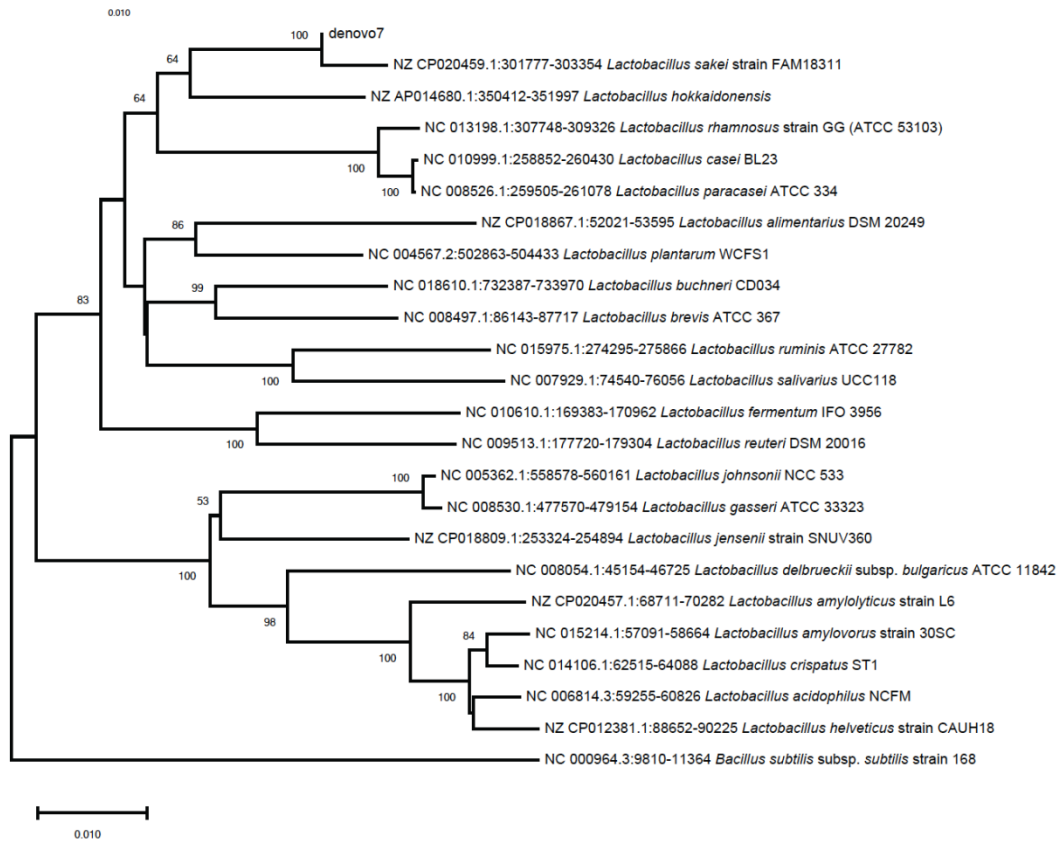 0.010
100 denovo7
64 NZ CP020459.1:301777-303354 Lactobacillus sakei strain FAM18311
64 NZ AP014680.1:350412-351997 Lactobacillus hokkaidonensis
NC 013198.1:307748-309326 Lactobacillus rhamnosus strain GG (ATCC 53103)
100 NC 010999.1:258852-260430 Lactobacillus casei BL23
100 NC 008526.1:259505-261078 Lactobacillus paracasei ATCC 334
86 NZ CP018867.1:52021-53595 Lactobacillus alimentarius DSM 20249
NC 004567.2:502863-504433 Lactobacillus plantarum WCFS1
99 NC 018610.1:732387-733970 Lactobacillus buchneri CD034
83 NC 008497.1:86143-87717 Lactobacillus brevis ATCC 367
NC 015975.1:274295-275866 Lactobacillus ruminis ATCC 27782
100 NC 007929.1:74540-76056 Lactobacillus salivarius UCC118
NC 010610.1:169383-170962 Lactobacillus fermentum IFO 3956
100 NC 009513.1:177720-179304 Lactobacillus reuteri DSM 20016
100 NC 005362.1:558578-560161 Lactobacillus johnsonii NCC 533
53 NC 008530.1:477570-479154 Lactobacillus gasseri ATCC 33323
NZ CP018809.1:253324-254894 Lactobacillus jensenii strain SNUV360
100 NC 008054.1:45154-46725 Lactobacillus delbrueckii subsp. bulgaricus ATCC 11842
NZ CP020457.1:68711-70282 Lactobacillus amylolyticus strain L6
98 84 NC 015214.1:57091-58664 Lactobacillus amylovorus strain 30SC
100 NC 014106.1:62515-64088 Lactobacillus crispatus ST1
100 NC 006814.3:59255-60826 Lactobacillus acidophilus NCFM
NZ CP012381.1:88652-90225 Lactobacillus helveticus strain CAUH18
NC 000964.3:9810-11364 Bacillus subtilis subsp. subtilis strain 168
0.010